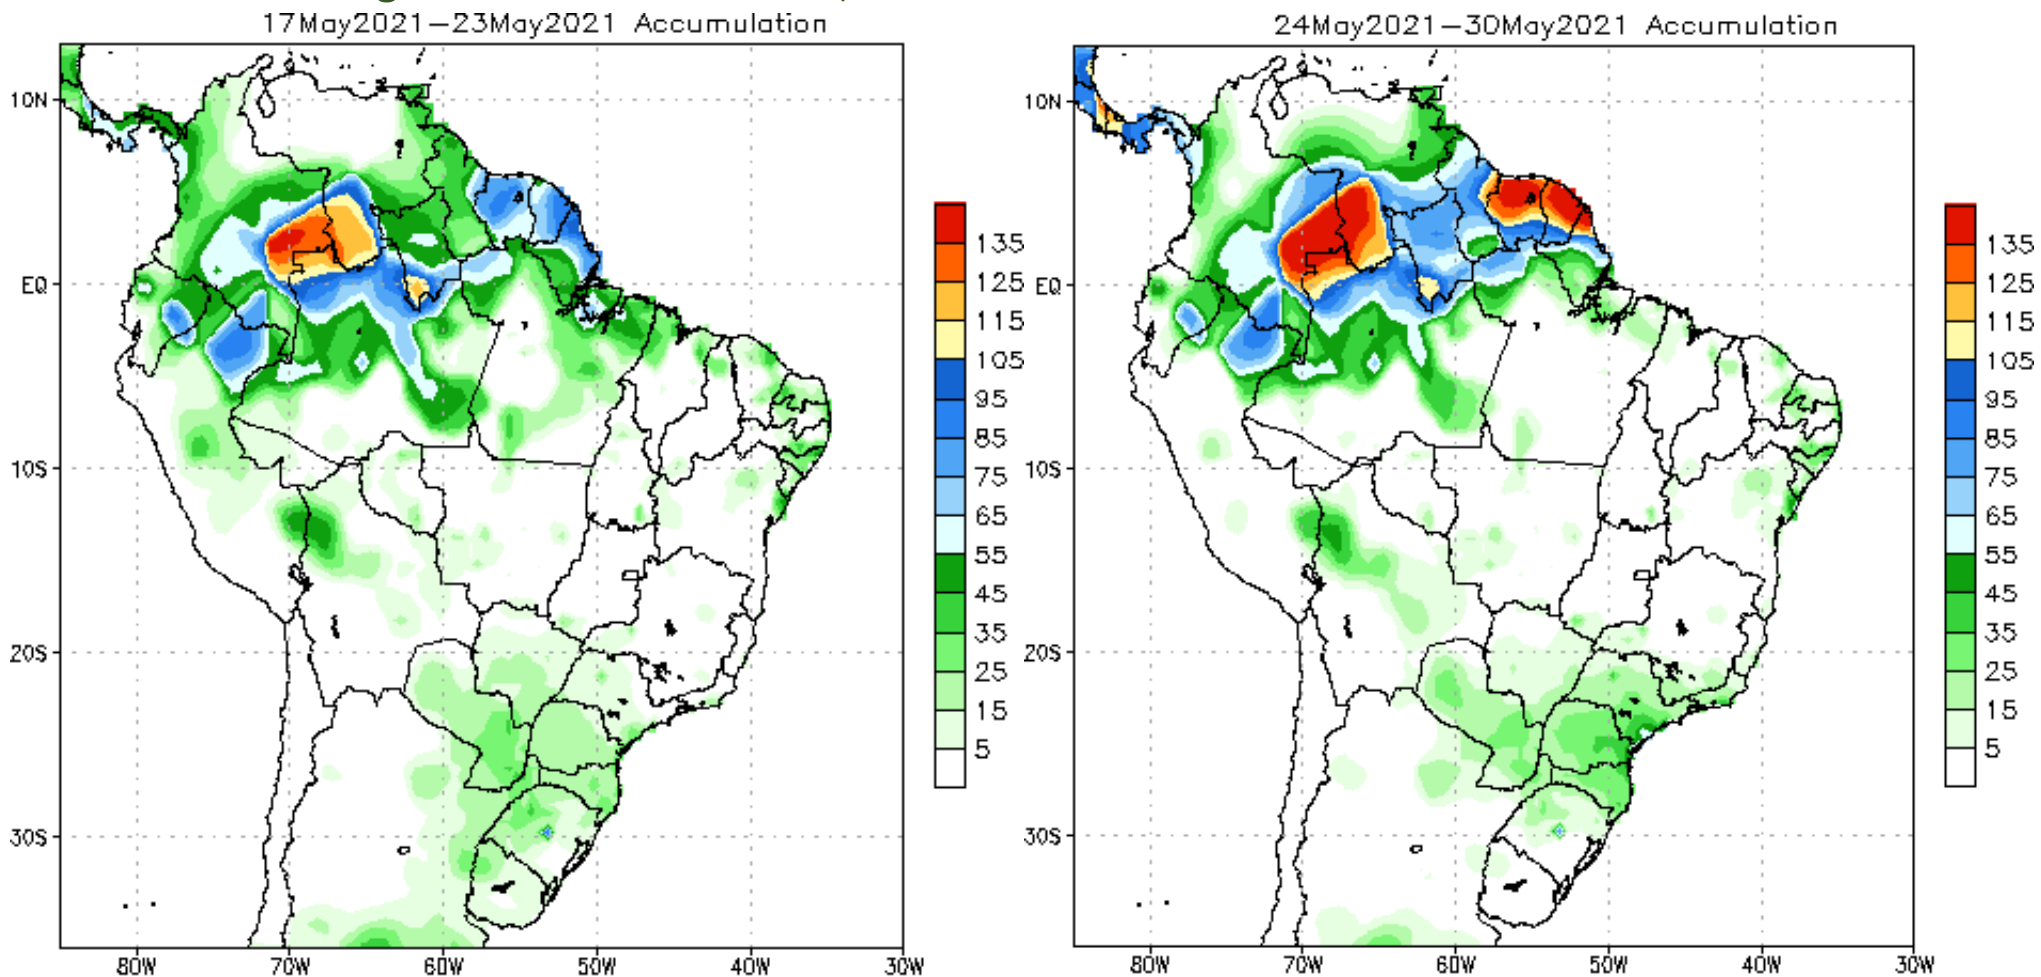 17May2021–23May2021 Accumulation
10N
EQ
10S
20S
30S
80W 70W 60W 50W 40W 30W
135
125
115
105
95
85
75
65
55
45
35
25
15
5
24May2021–30May2021 Accumulation
10N
EQ
10S
20S
30S
80W 70W 60W 50W 40W 30W
135
125
115
105
95
85
75
65
55
45
35
25
15
5